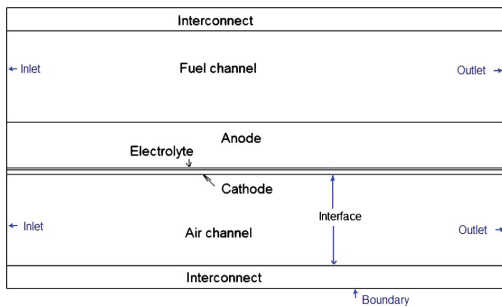 Interconnect
Inlet
Fuel channel
Outlet
Anode
Electrolyte
Cathode
Interface
Inlet
Air channel
Outlet
Interconnect
Boundary